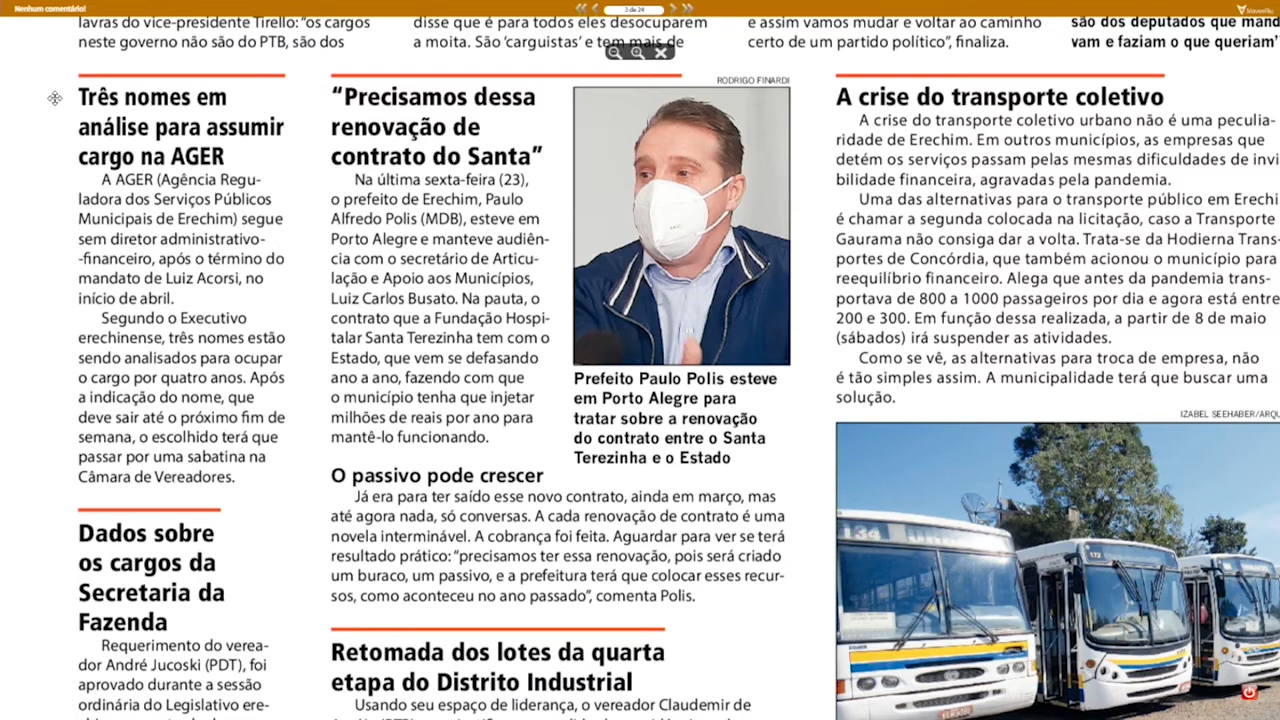 Nenhum comentário!
3 de 24
lavras do vice-presidente Tirello: "os cargos
neste governo não são do PTB, são dos
disse que é para todos eles desocuparem
a moita. São 'carguistas' e tem mais de
e assim vamos mudar e voltar ao caminho
certo de um partido político", finaliza.
são dos deputados que mand
vam e faziam o que queriam"
Três nomes em
análise para assumir
cargo na AGER
A AGER (Agência Regu-
ladora dos Serviços Públicos
Municipais de Erechim) segue
sem diretor administrativo-
-financeiro, após o término do
mandato de Luiz Acorsi, no
início de abril.
Segundo o Executivo
erechinense, três nomes estão
sendo analisados para ocupar
o cargo por quatro anos. Após
a indicação do nome, que
deve sair até o próximo fim de
semana, o escolhido terá que
passar por uma sabatina na
Câmara de Vereadores.
Dados sobre
os cargos da
Secretaria da
Fazenda
Requerimento do verea-
dor André Jucoski (PDT), foi
aprovado durante a sessão
ordinária do Legislativo ere-
"Precisamos dessa
renovação de
contrato do Santa"
Na última sexta-feira (23),
o prefeito de Erechim, Paulo
Alfredo Polis (MDB), esteve em
Porto Alegre e manteve audiên-
cia com o secretário de Articu-
lação e Apoio aos Municípios,
Luiz Carlos Busato. Na pauta, o
contrato que a Fundação Hospi-
talar Santa Terezinha tem com o
Estado, que vem se defasando
ano a ano, fazendo com que
o município tenha que injetar
milhões de reais por ano para
mantê-lo funcionando.
RODRIGO FINARDI
Prefeito Paulo Polis esteve
em Porto Alegre para
tratar sobre a renovação
do contrato entre o Santa
Terezinha e o Estado
O passivo pode crescer
Já era para ter saído esse novo contrato, ainda em março, mas
até agora nada, só conversas. A cada renovação de contrato é uma
novela interminável. A cobrança foi feita. Aguardar para ver se terá
resultado prático: "precisamos ter essa renovação, pois será criado
um buraco, um passivo, e a prefeitura terá que colocar esses recur-
sos, como aconteceu no ano passado", comenta Polis.
Retomada dos lotes da quarta
etapa do Distrito Industrial
Usando seu espaço de liderança, o vereador Claudemir de
A crise do transporte coletivo
A crise do transporte coletivo urbano não é uma peculia-
ridade de Erechim. Em outros municípios, as empresas que
detém os serviços passam pelas mesmas dificuldades de invi
bilidade financeira, agravadas pela pandemia.
Uma das alternativas para o transporte público em Erechi
é chamar a segunda colocada na licitação, caso a Transporte
Gaurama não consiga dar a volta. Trata-se da Hodierna Trans-
portes de Concórdia, que também acionou o município para
reequilíbrio financeiro. Alega que antes da pandemia trans-
portava de 800 a 1000 passageiros por dia e agora está entre
200 e 300. Em função dessa realizada, a partir de 8 de maio
(sábados) irá suspender as atividades.
Como se vê, as alternativas para troca de empresa, não
é tão simples assim. A municipalidade terá que buscar uma
solução.
IZABEL SEEHABER/ARQU
134
172